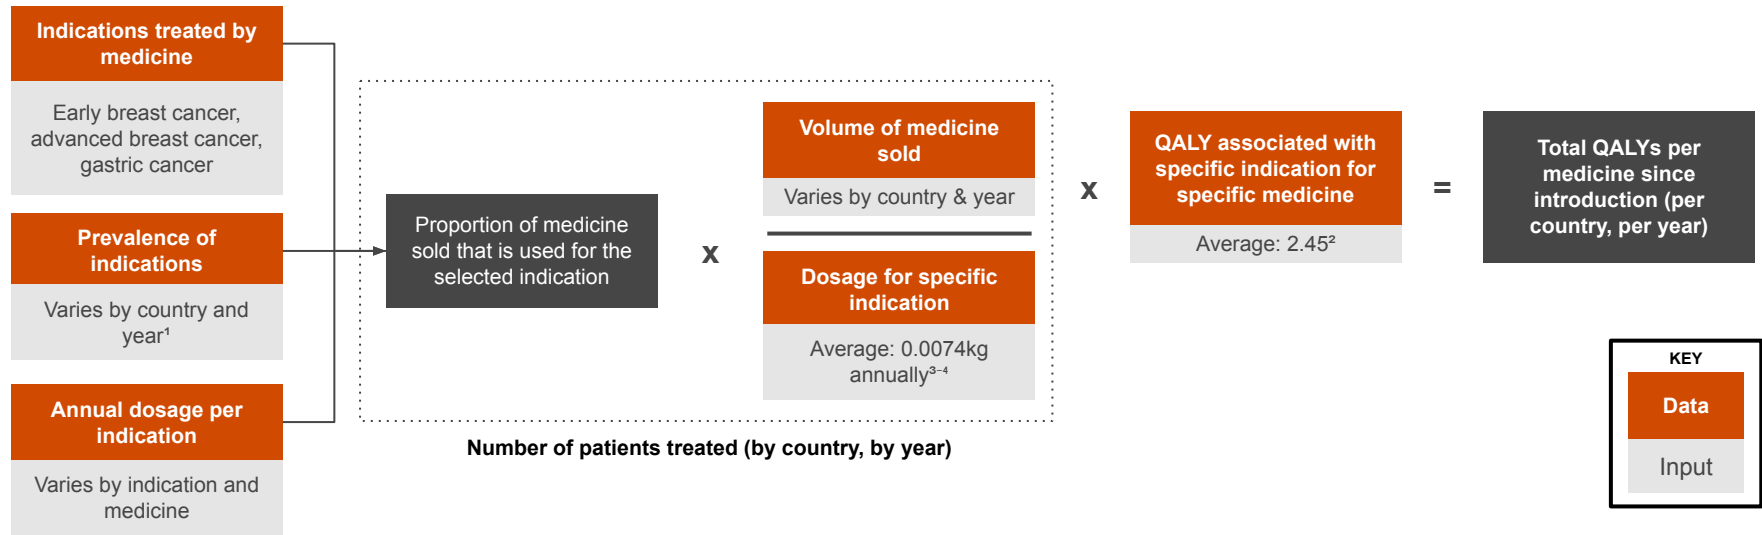 Indications treated by
medicine
Early breast cancer,
advanced breast cancer,
gastric cancer
Prevalence of
indications
Varies by country and
year¹
Annual dosage per
indication
Varies by indication and
medicine
Proportion of medicine
sold that is used for the
selected indication
x
Volume of medicine
sold
Varies by country & year
Dosage for specific
indication
Average: 0.0074kg
annually³⁻⁴
Number of patients treated (by country, by year)
x
QALY associated with
specific indication for
specific medicine
Average: 2.45²
=
Total QALYs per
medicine since
introduction (per
country, per year)
KEY
Data
Input